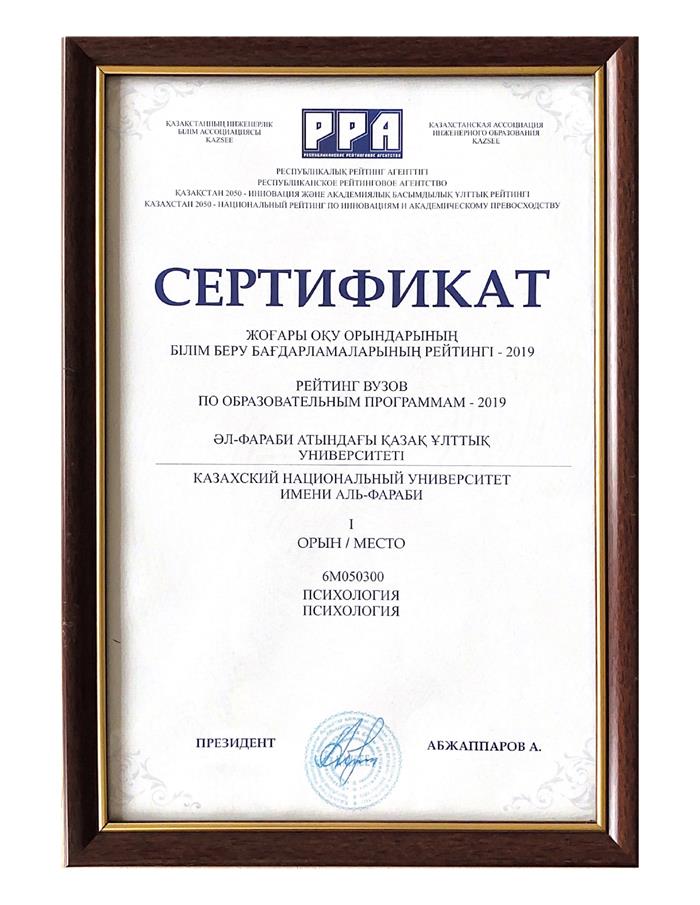 ҚАЗАҚСТАННЫҢ ИНЖЕНЕРЛІК
БІЛІМ АССОЦИАЦИЯСЫ
KAZSEE
РРА
РЕСПУБЛИКАНСКОЕ РЕЙТИНГОВОЕ АГЕНТСТВО
КАЗАХСТАНСКАЯ АССОЦИАЦИЯ
ИНЖЕНЕРНОГО ОБРАЗОВАНИЯ
KAZSEE
РЕСПУБЛИКАЛЫҚ РЕЙТИНГ АГЕНТТІГІ
РЕСПУБЛИКАНСКОЕ РЕЙТИНГОВОЕ АГЕНТСТВО
ҚАЗАҚСТАН 2050 - ИННОВАЦИЯ ЖӘНЕ АКАДЕМИЯЛЫҚ БАСЫМДЫЛЫҚ ҰЛТТЫҚ РЕЙТИНГІ
КАЗАХСТАН 2050 - НАЦИОНАЛЬНЫЙ РЕЙТИНГ ПО ИННОВАЦИЯМ И АКАДЕМИЧЕСКОМУ ПРЕВОСХОДСТВУ
СЕРТИФИКАТ
ЖОҒАРЫ ОҚУ ОРЫНДАРЫНЫҢ
БІЛІМ БЕРУ БАҒДАРЛАМАЛАРЫНЫҢ РЕЙТИНГІ - 2019
РЕЙТИНГ ВУЗОВ
ПО ОБРАЗОВАТЕЛЬНЫМ ПРОГРАММАМ - 2019
ӘЛ-ФАРАБИ АТЫНДАҒЫ ҚАЗАҚ ҰЛТТЫҚ
УНИВЕРСИТЕТІ
КАЗАХСКИЙ НАЦИОНАЛЬНЫЙ УНИВЕРСИТЕТ
ИМЕНИ АЛЬ-ФАРАБИ
I
ОРЫН / МЕСТО
6М050300
ПСИХОЛОГИЯ
ПСИХОЛОГИЯ
ПРЕЗИДЕНТ
АБЖАППАРОВ А.